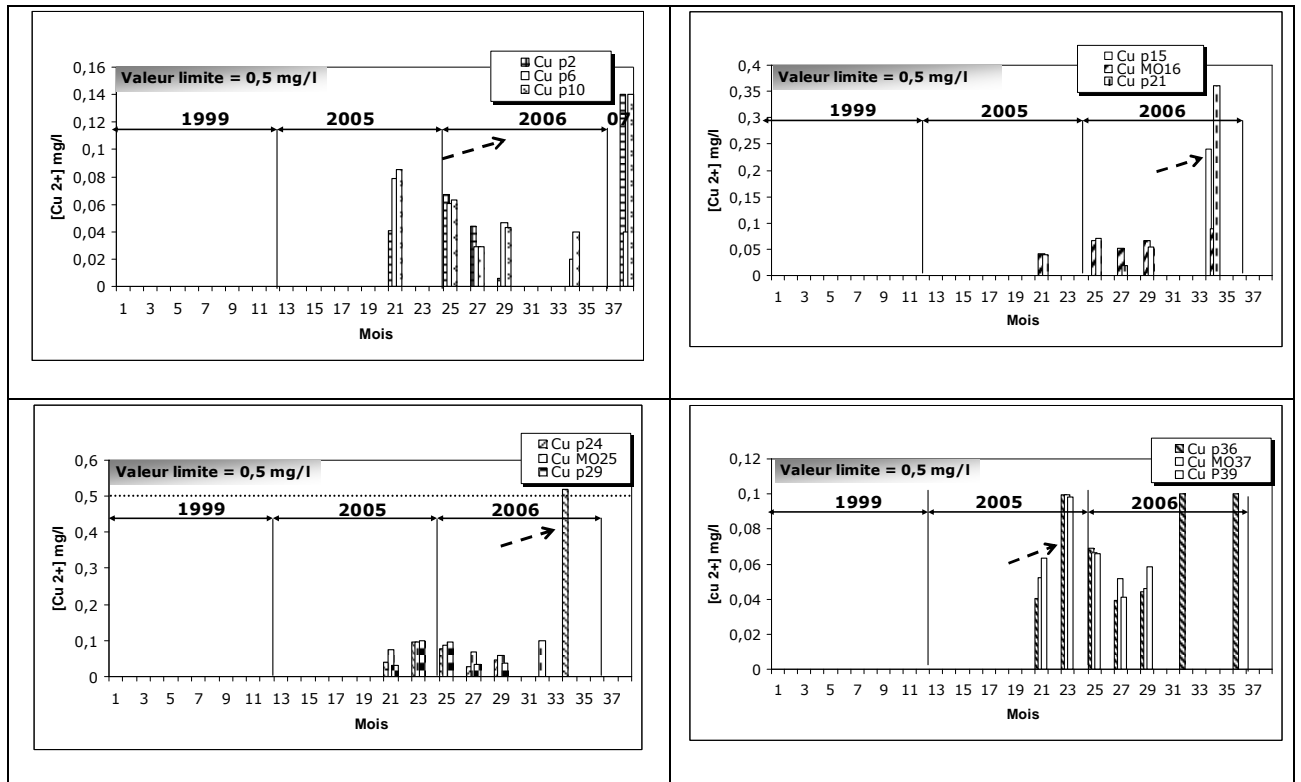 Cu p2
Cu p6
Cu p10
Valeur limite = 0,5 mg/l
0,16
0,14
0,12
0,1
0,08
0,06
0,04
0,02
0
[Cu 2+] mg/l
1999
2005
2006
07
1 3 5 7 9 11 13 15 17 19 21 23 25 27 29 31 33 35 37
Mois
Cu p15
Cu MO16
Cu p21
Valeur limite = 0,5 mg/l
0,4
0,35
0,3
0,25
0,2
0,15
0,1
0,05
0
[Cu 2+] mg/l
1999
2005
2006
1 3 5 7 9 11 13 15 17 19 21 23 25 27 29 31 33 35 37
Mois
Cu p24
Cu MO25
Cu p29
Valeur limite = 0,5 mg/l
0,6
0,5
0,4
0,3
0,2
0,1
0
[Cu 2+] mg/l
1999
2005
2006
1 3 5 7 9 11 13 15 17 19 21 23 25 27 29 31 33 35 37
Mois
Cu p36
Cu MO37
Cu P39
Valeur limite = 0,5 mg/l
0,12
0,1
0,08
0,06
0,04
0,02
0
[cu 2+] mg/l
1999
2005
2006
1 3 5 7 9 11 13 15 17 19 21 23 25 27 29 31 33 35 37
Mois